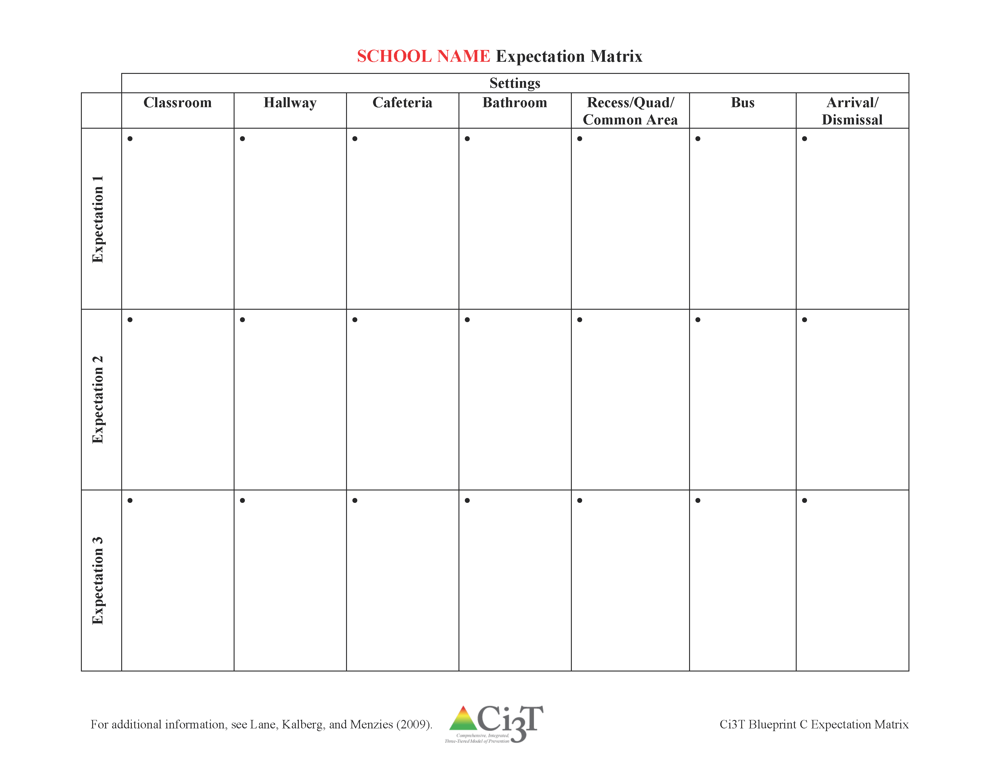 SCHOOL NAME Expectation Matrix
Settings
Classroom
Hallway
Cafeteria
Bathroom
Recess/Quad/
Common Area
Bus
Arrival/
Dismissal
Expectation 1
•
•
•
•
•
•
•
Expectation 2
•
•
•
•
•
•
•
Expectation 3
•
•
•
•
•
•
•
For additional information, see Lane, Kalberg, and Menzies (2009).
Ci3T
Comprehensive, Integrated,
Three-Tiered Model of Prevention
Ci3T Blueprint C Expectation Matrix